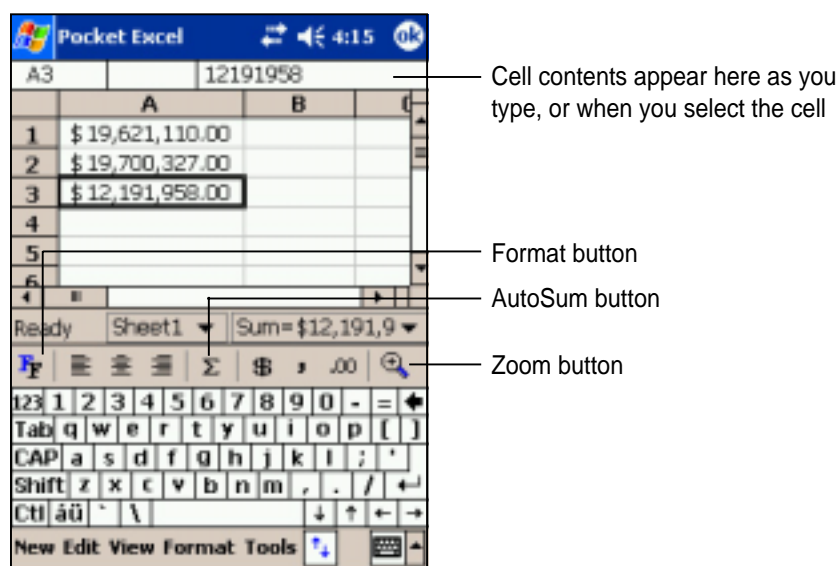 Pocket Excel 4:15 ok
A3 12191958
Cell contents appear here as you
type, or when you select the cell
A B C
1 $19,621,110.00
2 $19,700,327.00
3 $12,191,958.00
4
5
6
Format button
AutoSum button
Ready Sheet1 Sum=$12,191,9
FF Σ $ , .00
Zoom button
123 1 2 3 4 5 6 7 8 9 0 - =
Tab q w e r t y u i o p [ ]
CAP a s d f g h j k l ; '
Shift z x c v b n m , . /
Ctl áü ` \ ↓ ↑ ← →
New Edit View Format Tools